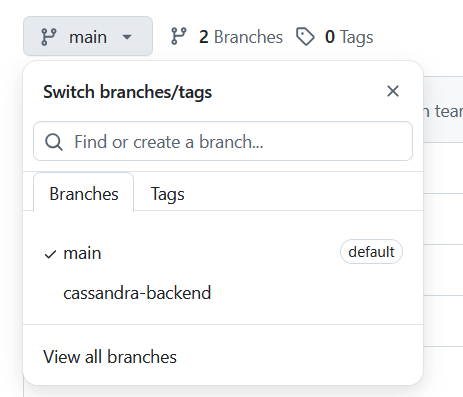 main 2 Branches 0 Tags
Switch branches/tags
Find or create a branch...
Branches Tags
main default
cassandra-backend
View all branches